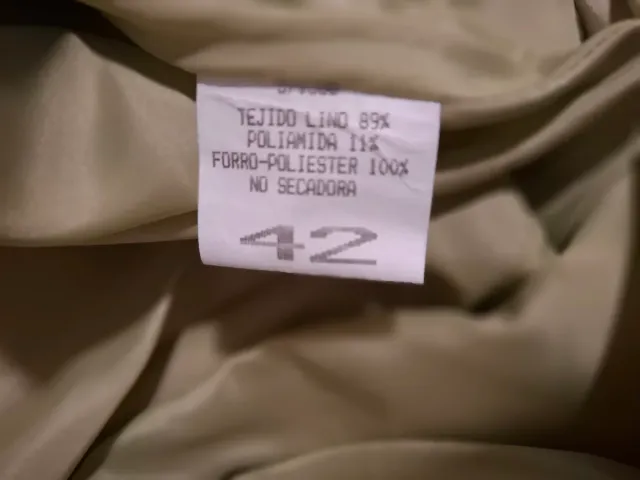 TEJIDO LINO 89%
POLIAMIDA 11%
FORRO-POLIESTER 100%
NO SECADORA
42